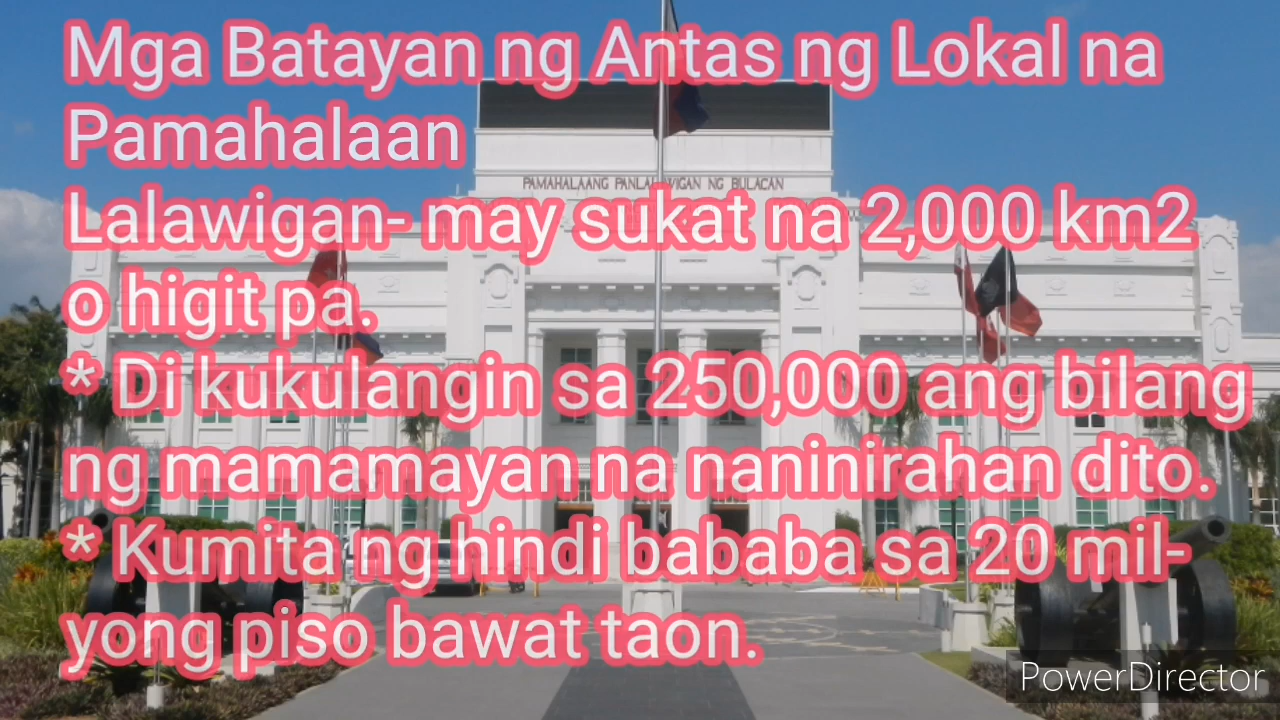 Mga Batayan ng Antas ng Lokal na
Pamahalaan
PAMAHALAANG PANLALAWIGAN NG BULACAN
Lalawigan- may sukat na 2,000 km2
o higit pa.
* Di kukulangin sa 250,000 ang bilang
ng mamamayan na naninirahan dito.
* Kumita ng hindi bababa sa 20 mil-
yong piso bawat taon.
PowerDirector